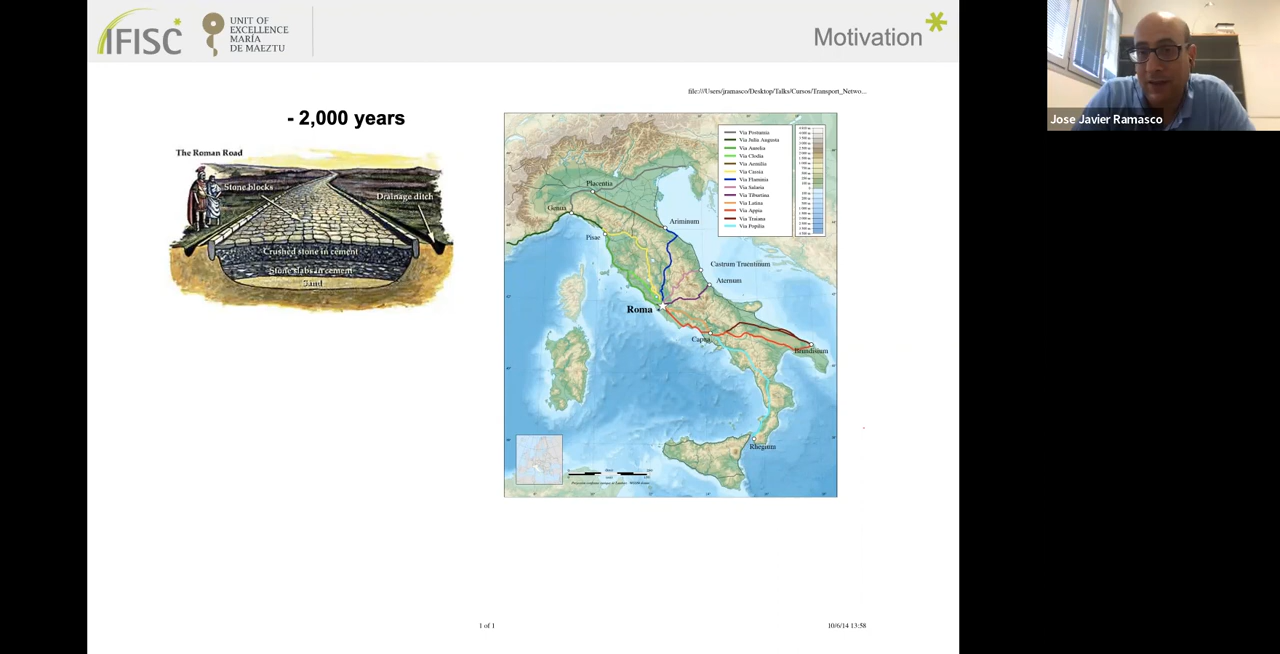 IFISC
UNIT OF
EXCELLENCE
MARÍA
DE MAEZTU
Motivation
Jose Javier Ramasco
file:///Users/jramasco/Desktop/Talks/Cursos/Transport_Netwo...
- 2,000 years
The Roman Road
Stone blocks
Drainage ditch
Crushed stone in cement
Stone slabs in cement
Sand
Via Postumia
Via Julia Augusta
Via Aurelia
Via Clodia
Via Aemilia
Via Cassia
Via Flaminia
Via Salaria
Via Tiburtina
Via Latina
Via Appia
Via Traiana
Via Popilia
Placentia
Genua
Ariminum
Pisae
Castrum Truentinum
Aternum
Roma
Capua
Brundisium
Rhegium
1 of 1
10/6/14 13:58